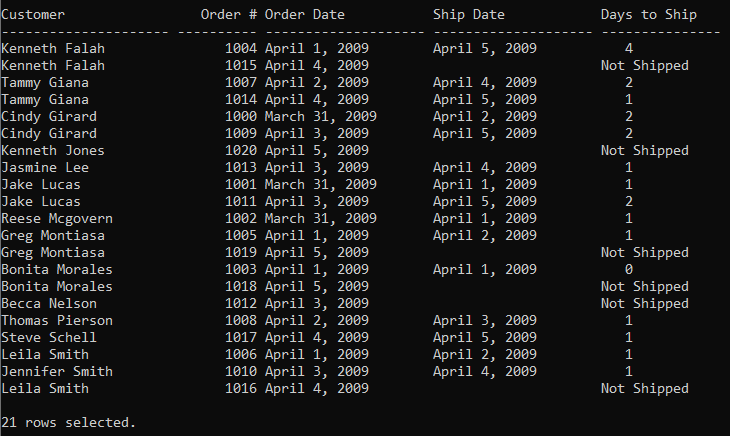 Customer Order # Order Date Ship Date Days to Ship
-------------------- ---------- -------------------- -------------------- ---------------
Kenneth Falah 1004 April 1, 2009 April 5, 2009 4
Kenneth Falah 1015 April 4, 2009 Not Shipped
Tammy Giana 1007 April 2, 2009 April 4, 2009 2
Tammy Giana 1014 April 4, 2009 April 5, 2009 1
Cindy Girard 1000 March 31, 2009 April 2, 2009 2
Cindy Girard 1009 April 3, 2009 April 5, 2009 2
Kenneth Jones 1020 April 5, 2009 Not Shipped
Jasmine Lee 1013 April 3, 2009 April 4, 2009 1
Jake Lucas 1001 March 31, 2009 April 1, 2009 1
Jake Lucas 1011 April 3, 2009 April 5, 2009 2
Reese Mcgovern 1002 March 31, 2009 April 1, 2009 1
Greg Montiasa 1005 April 1, 2009 April 2, 2009 1
Greg Montiasa 1019 April 5, 2009 Not Shipped
Bonita Morales 1003 April 1, 2009 April 1, 2009 0
Bonita Morales 1018 April 5, 2009 Not Shipped
Becca Nelson 1012 April 3, 2009 Not Shipped
Thomas Pierson 1008 April 2, 2009 April 3, 2009 1
Steve Schell 1017 April 4, 2009 April 5, 2009 1
Leila Smith 1006 April 1, 2009 April 2, 2009 1
Jennifer Smith 1010 April 3, 2009 April 4, 2009 1
Leila Smith 1016 April 4, 2009 Not Shipped
21 rows selected.